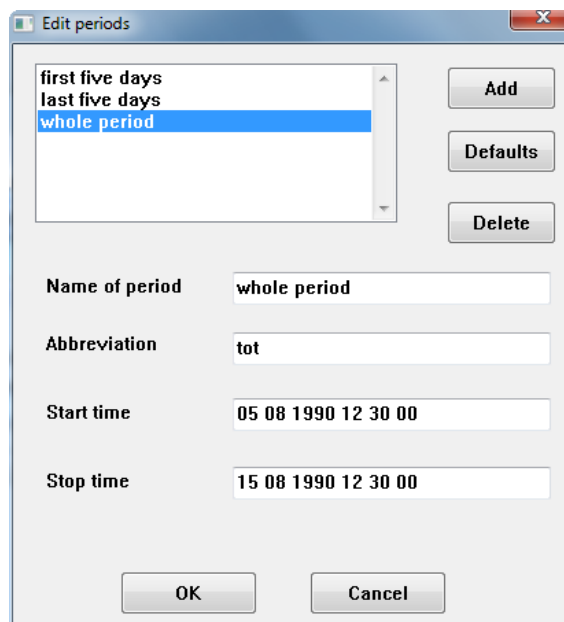 Edit periods
first five days
last five days
whole period
Add
Defaults
Delete
Name of period
whole period
Abbreviation
tot
Start time
05 08 1990 12 30 00
Stop time
15 08 1990 12 30 00
OK
Cancel